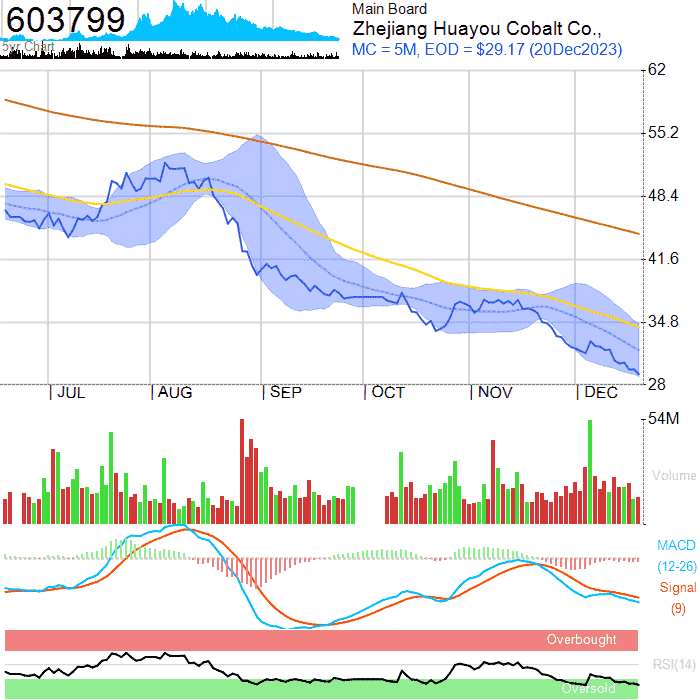 603799
5yr Chart
Main Board
Zhejiang Huayou Cobalt Co.,
MC = 5M, EOD = $29.17 (20Dec2023)
62
55.2
48.4
41.6
34.8
28
JUL AUG SEP OCT NOV DEC
54M
Volume
MACD
(12-26)
Signal
(9)
Overbought
RSI(14)
Oversold